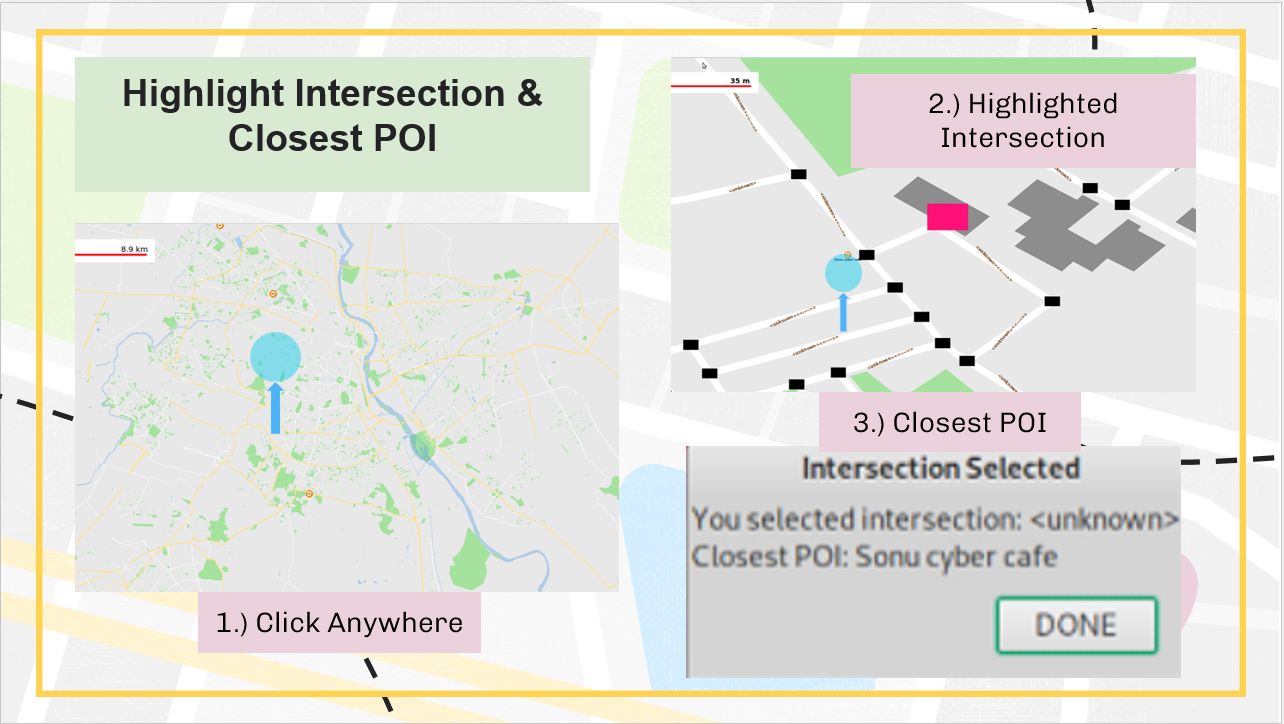 Highlight Intersection &
Closest POI
8.9 km
1.) Click Anywhere
35 m
2.) Highlighted
Intersection
3.) Closest POI
Intersection Selected
You selected intersection: <unknown>
Closest POI: Sonu cyber cafe
DONE